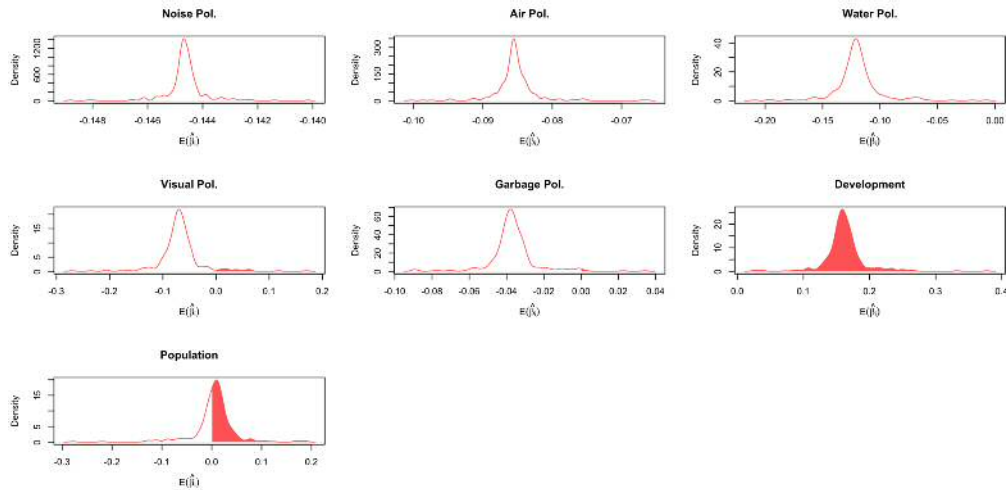 Noise Pol. Air Pol. Water Pol.
Density Density Density
0 600 1200 0 150 300 0 20 40
-0.148 -0.146 -0.144 -0.142 -0.140 -0.10 -0.09 -0.08 -0.07 -0.20 -0.15 -0.10 -0.05 0.00
Visual Pol. Garbage Pol. Development
Density Density Density
0 5 15 0 20 40 60 0 10 20
-0.3 -0.2 -0.1 0.0 0.1 0.2 -0.10 -0.08 -0.06 -0.04 -0.02 0.00 0.02 0.04 0.0 0.1 0.2 0.3 0.4
Population
Density
0 5 15
-0.3 -0.2 -0.1 0.0 0.1 0.2